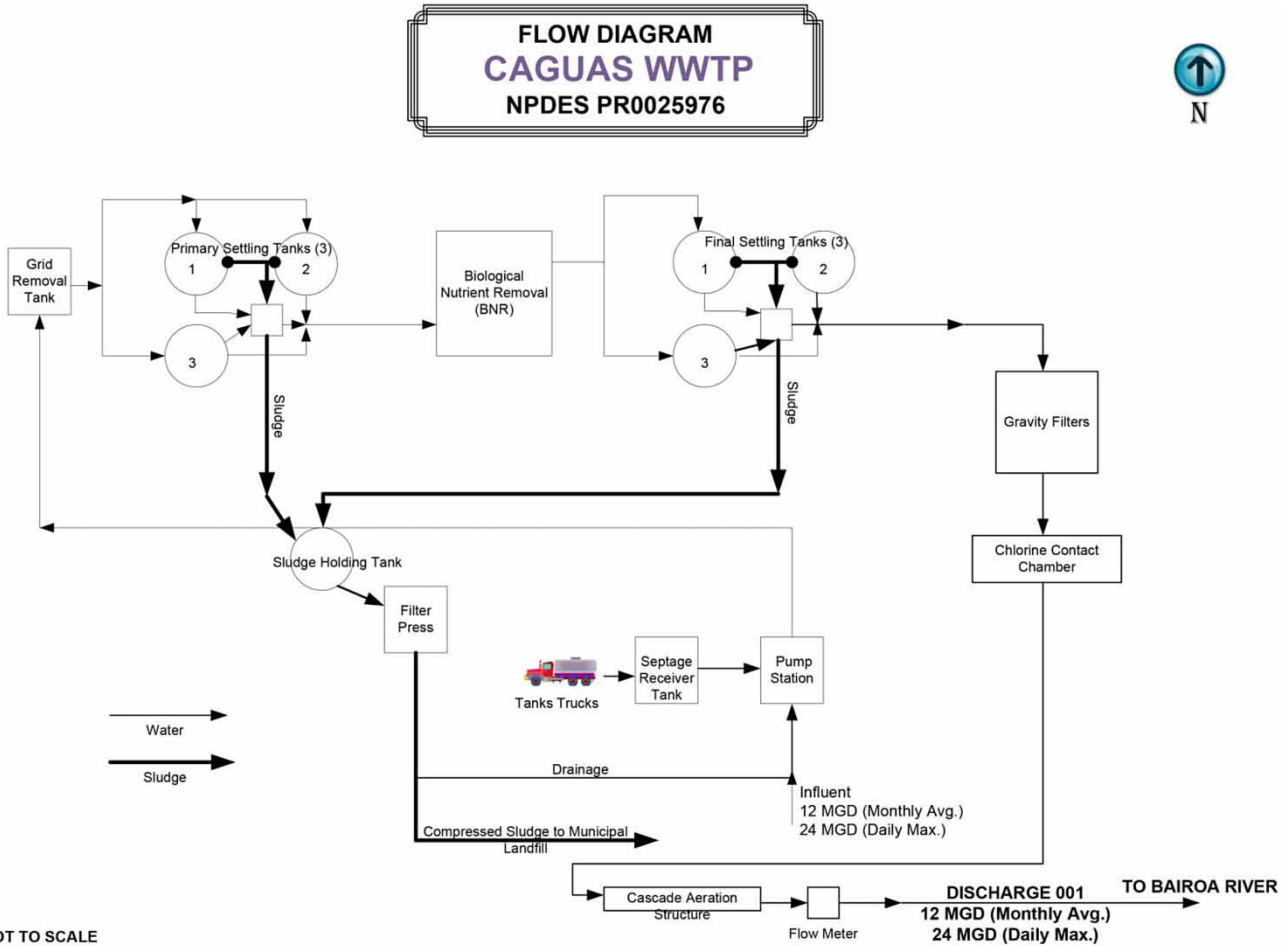 FLOW DIAGRAM
CAGUAS WWTP
NPDES PR0025976
N
Grid
Removal
Tank
Primary Settling Tanks (3)
1
2
3
Biological
Nutrient Removal
(BNR)
Final Settling Tanks (3)
1
2
3
Sludge
Sludge
Gravity Filters
Chlorine Contact
Chamber
Sludge Holding Tank
Filter
Press
Tanks Trucks
Septage
Receiver
Tank
Pump
Station
Water
Sludge
Drainage
Influent
12 MGD (Monthly Avg.)
24 MGD (Daily Max.)
Compressed Sludge to Municipal
Landfill
Cascade Aeration
Structure
Flow Meter
DISCHARGE 001
12 MGD (Monthly Avg.)
24 MGD (Daily Max.)
TO BAIROA RIVER
OT TO SCALE